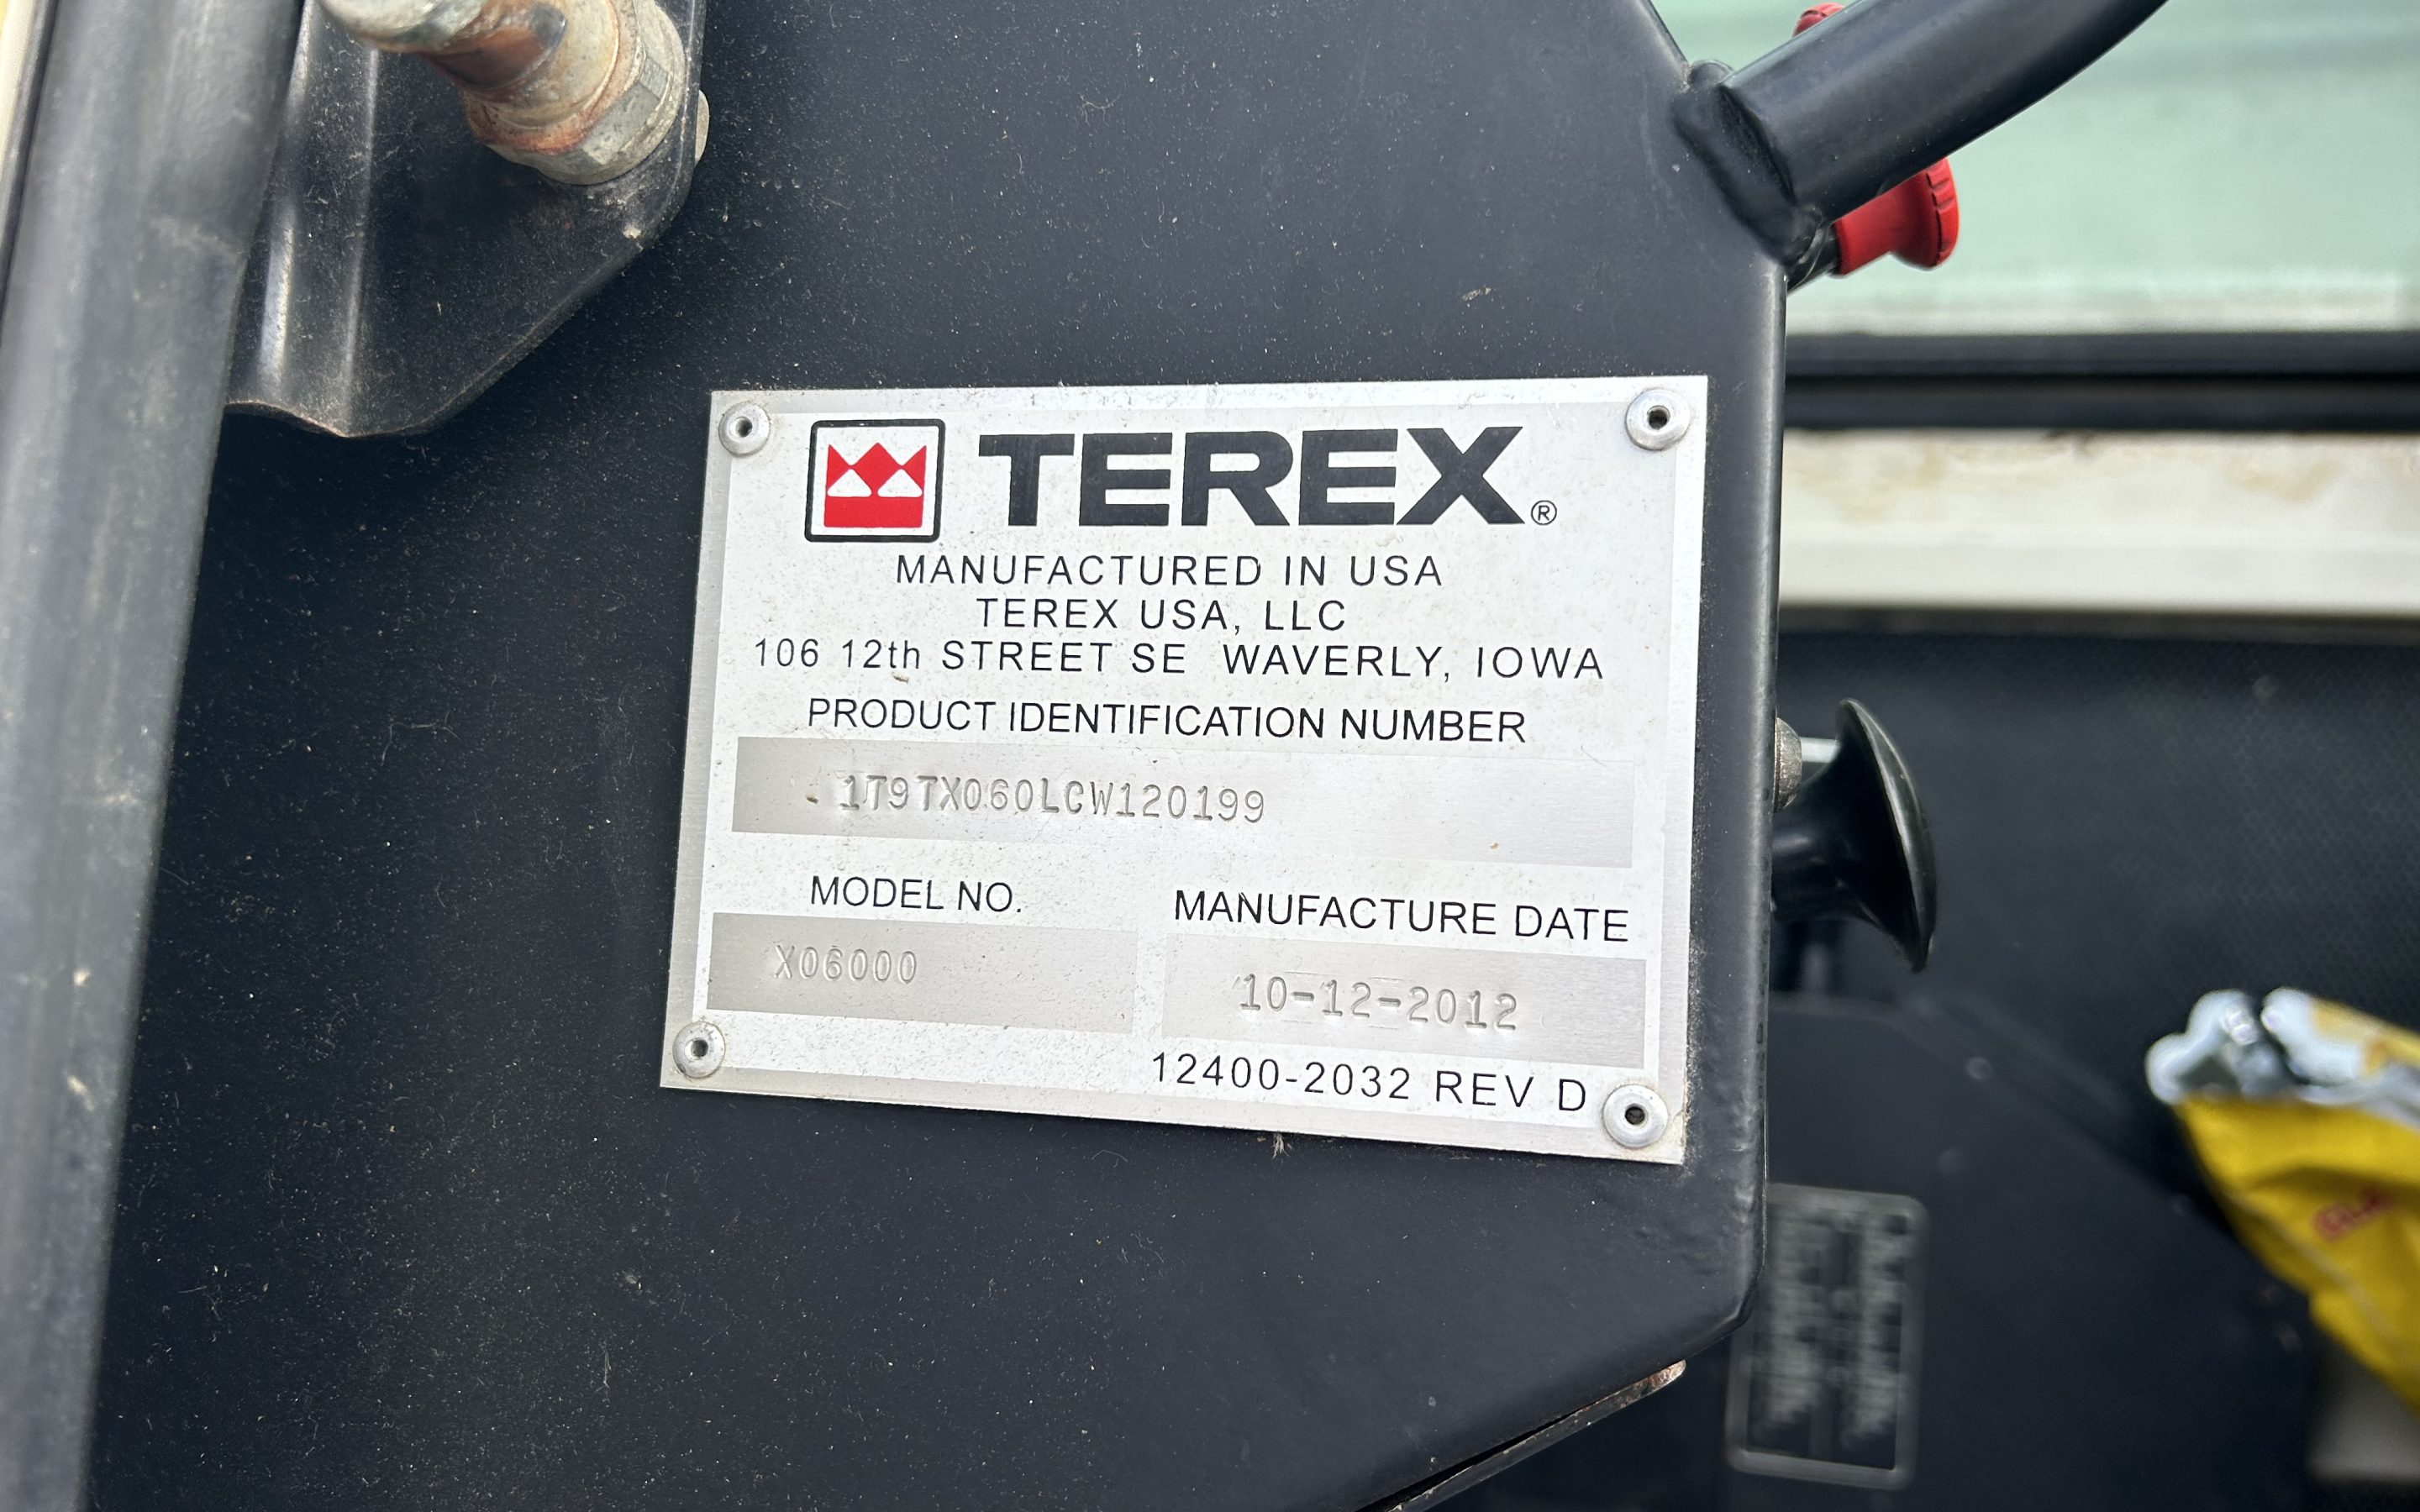 TEREX®
MANUFACTURED IN USA
TEREX USA, LLC
106 12th STREET SE WAVERLY, IOWA
PRODUCT IDENTIFICATION NUMBER
1T9TX060LCW120199
MODEL NO.
MANUFACTURE DATE
X06000
10-12-2012
12400-2032 REV D